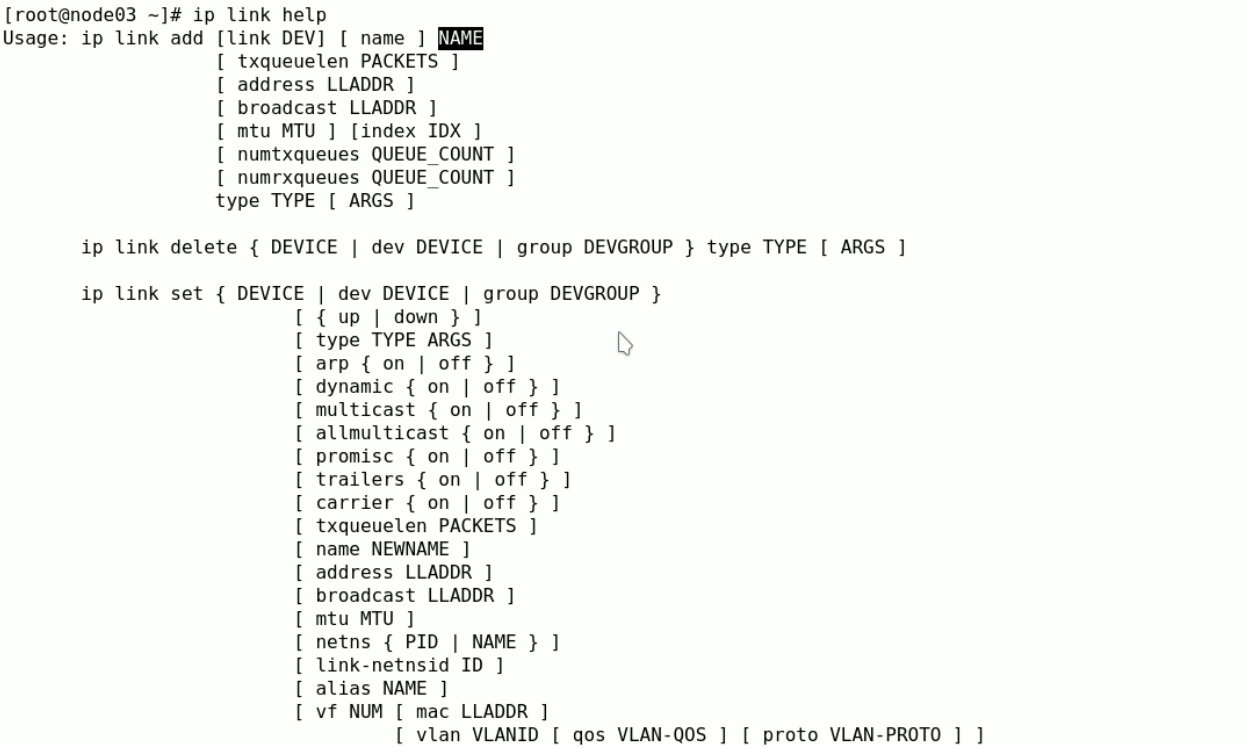 [root@node03 ~]# ip link help
Usage: ip link add [link DEV] [ name ] NAME
[ txqueuelen PACKETS ]
[ address LLADDR ]
[ broadcast LLADDR ]
[ mtu MTU ] [index IDX ]
[ numtxqueues QUEUE_COUNT ]
[ numrxqueues QUEUE_COUNT ]
type TYPE [ ARGS ]
ip link delete { DEVICE | dev DEVICE | group DEVGROUP } type TYPE [ ARGS ]
ip link set { DEVICE | dev DEVICE | group DEVGROUP }
[ { up | down } ]
[ type TYPE ARGS ]
[ arp { on | off } ]
[ dynamic { on | off } ]
[ multicast { on | off } ]
[ allmulticast { on | off } ]
[ promisc { on | off } ]
[ trailers { on | off } ]
[ carrier { on | off } ]
[ txqueuelen PACKETS ]
[ name NEWNAME ]
[ address LLADDR ]
[ broadcast LLADDR ]
[ mtu MTU ]
[ netns { PID | NAME } ]
[ link-netnsid ID ]
[ alias NAME ]
[ vf NUM [ mac LLADDR ]
[ vlan VLANID [ qos VLAN-QOS ] [ proto VLAN-PROTO ] ]